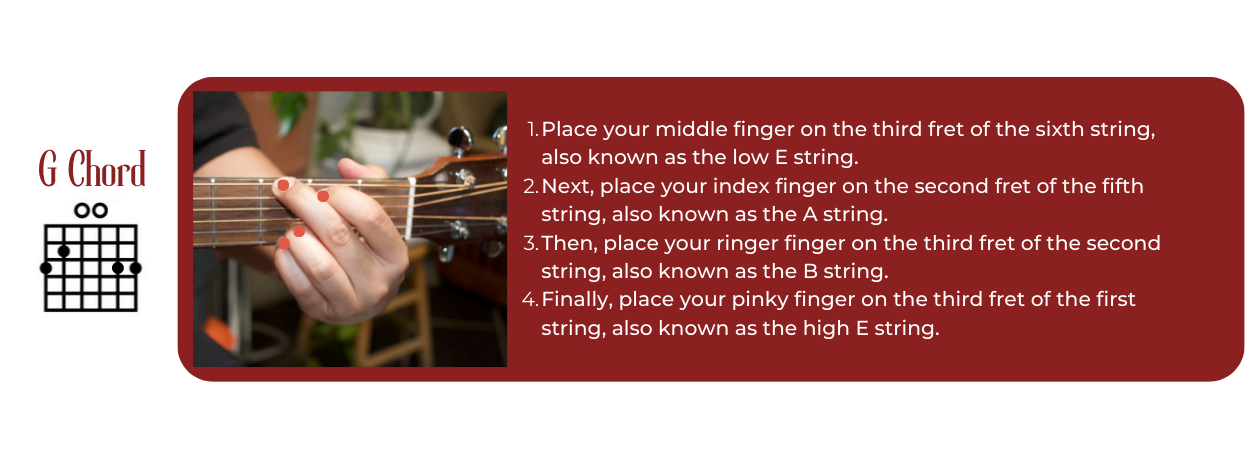 G Chord
1. Place your middle finger on the third fret of the sixth string,
also known as the low E string.
2. Next, place your index finger on the second fret of the fifth
string, also known as the A string.
3. Then, place your ringer finger on the third fret of the second
string, also known as the B string.
4. Finally, place your pinky finger on the third fret of the first
string, also known as the high E string.